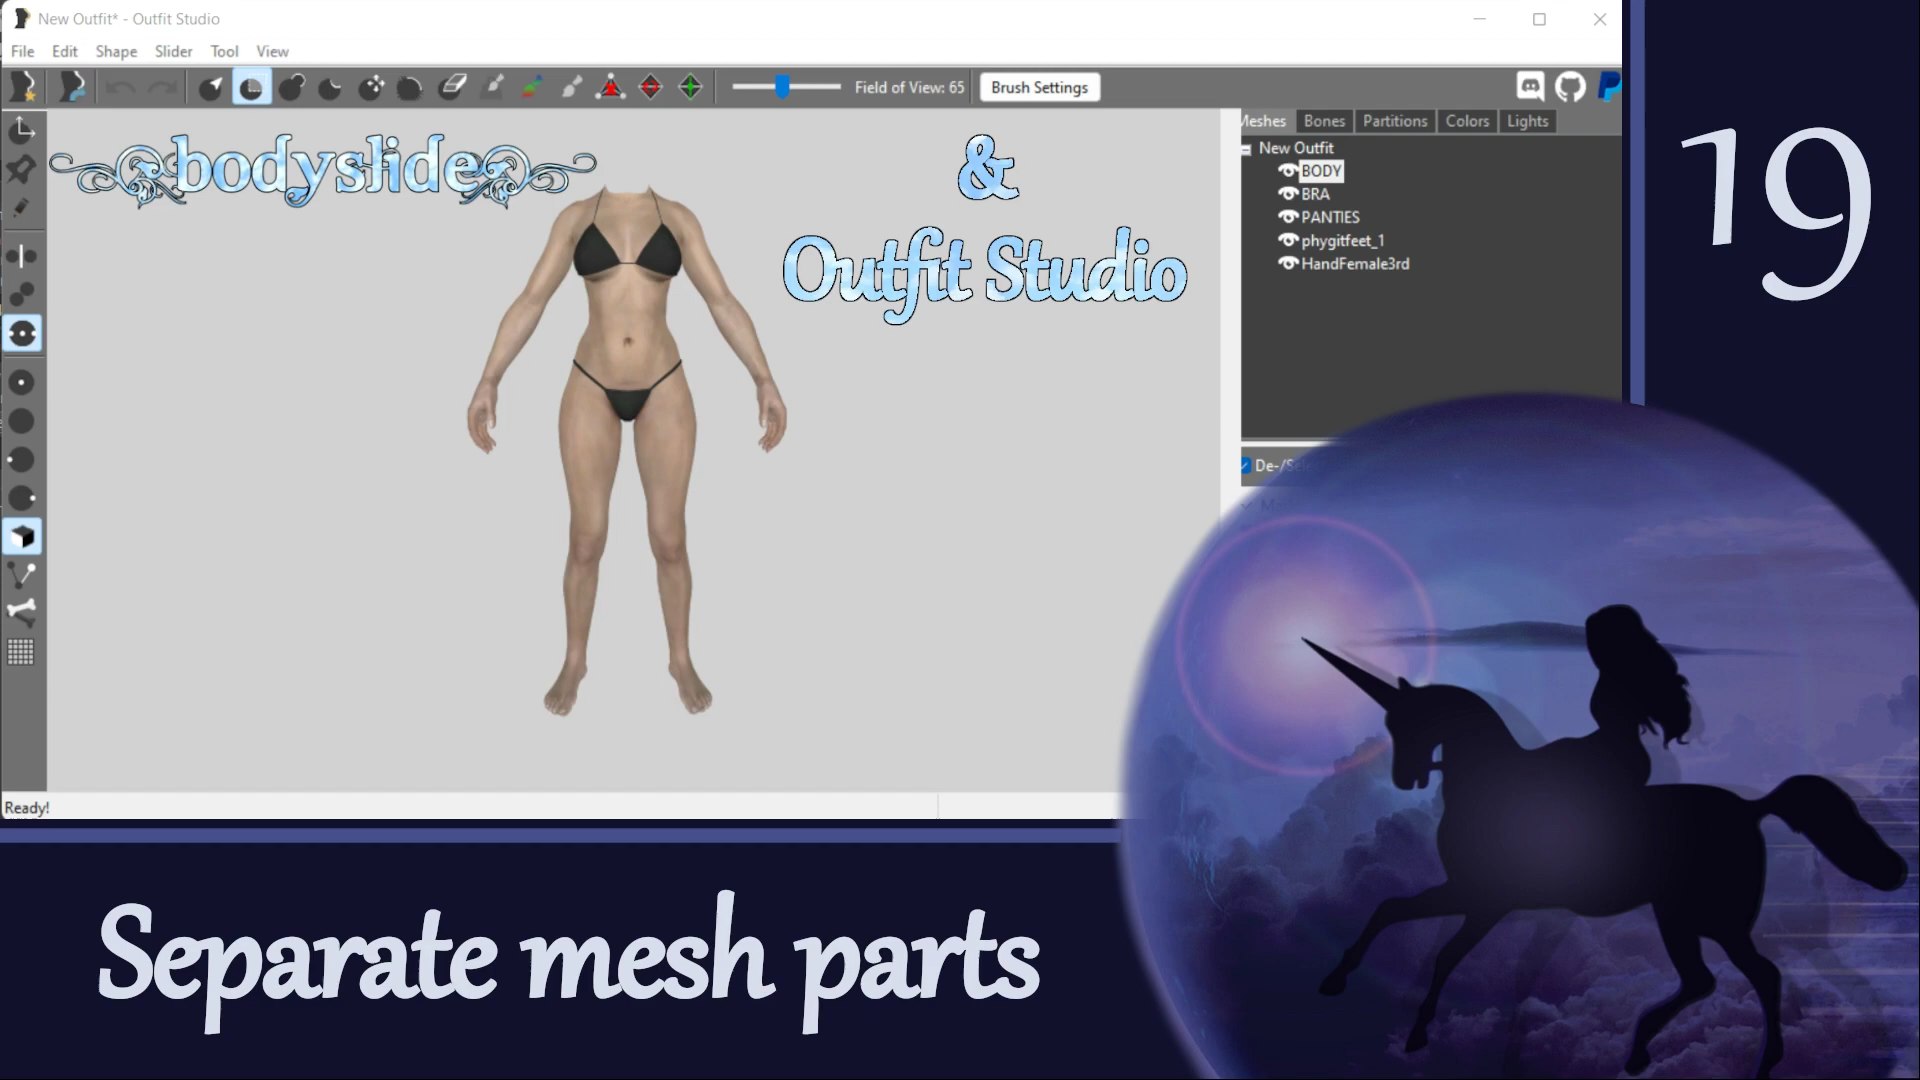 New Outfit* - Outfit Studio
File Edit Shape Slider Tool View
Field of View: 65
Brush Settings
Meshes Bones Partitions Colors Lights
New Outfit
BODY
BRA
PANTIES
phygitfeet_1
HandFemale3rd
bodyslide
&
Outfit Studio
19
Ready!
Separate mesh parts